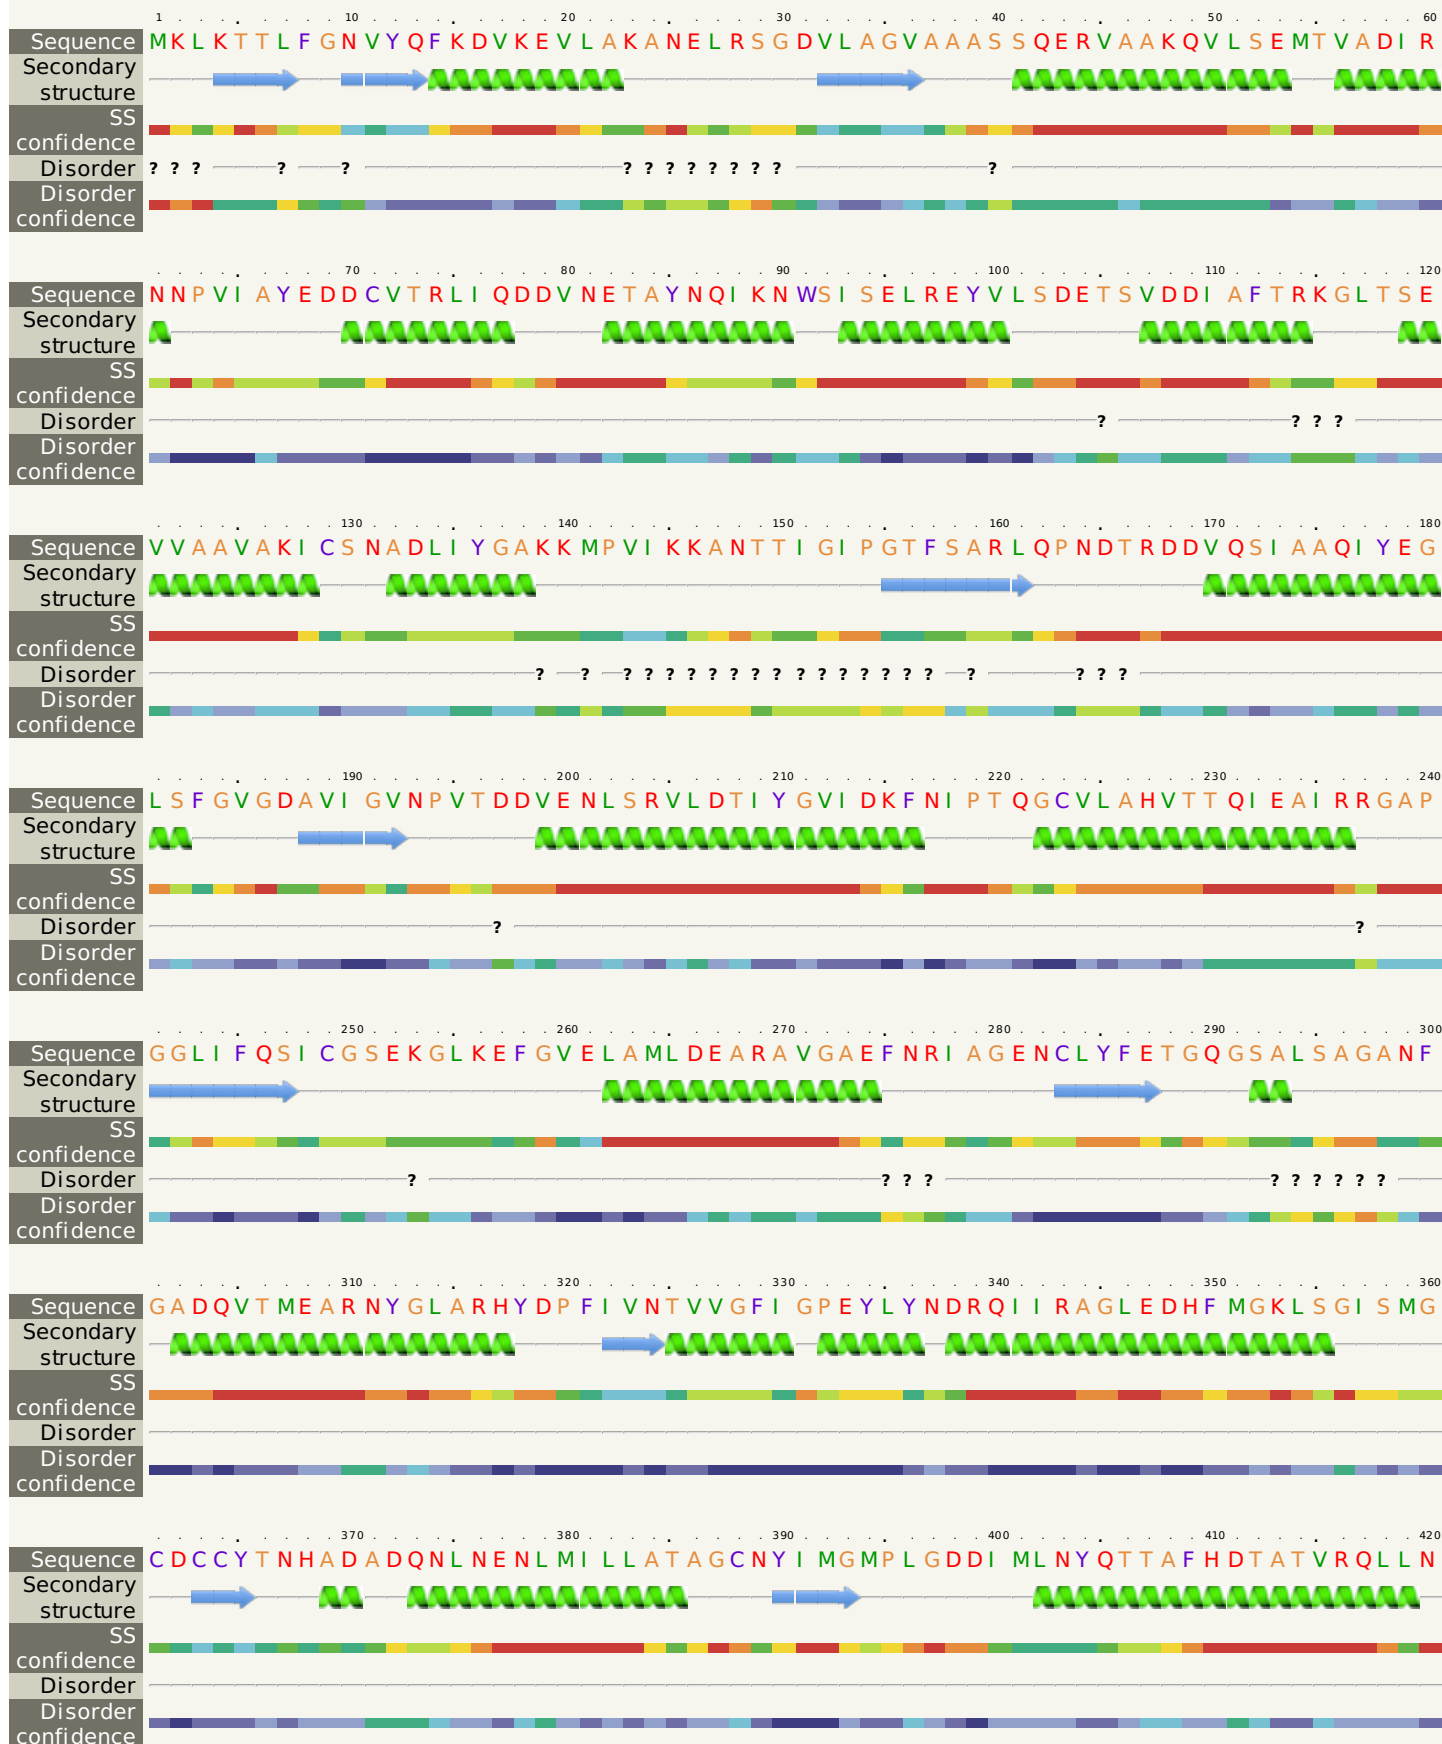 1 10 20 30 40 50 60
Sequence MKLKTTLFGNVYQFKDVKEVLAKANELRSGDVLAGVAAASSQERVAAKQVLSEMTVADIR
Secondary
structure
SS
confidence
Disorder ? ? ? ? ? ? ? ? ? ? ? ? ? ?
Disorder
confidence
70 80 90 100 110 120
Sequence NNPVIAYEDDCVTRLIQDDVNETAYNQIKNWSISELREYVLSDETSVDDIAFTRKGLTSE
Secondary
structure
SS
confidence
Disorder ? ? ? ?
Disorder
confidence
130 140 150 160 170 180
Sequence VVAAVAKICSNADLIYGAKKMPVIKKANTTIGIPGTFSARLQPNDTRDDVQSIAAQIYEG
Secondary
structure
SS
confidence
Disorder ? ? ? ? ? ? ? ? ? ? ? ? ? ? ? ? ? ? ? ? ?
Disorder
confidence
190 200 210 220 230 240
Sequence LSFGVGDAVIGVNPVTDDVENLSRVLDTIYGVIDKFNIPTQGCVLAHVTTQIEAIRRGAP
Secondary
structure
SS
confidence
Disorder ? ?
Disorder
confidence
250 260 270 280 290 300
Sequence GGLIFQSICGSEKGLKEFGVELAMLDEARAVGAEFNRIAGENCLYFETGQGSALSAGANF
Secondary
structure
SS
confidence
Disorder ? ? ? ? ? ? ? ? ? ?
Disorder
confidence
310 320 330 340 350 360
Sequence GADQVTMEARNYGLARHYDPFIVNTVVGFIGPEYLYNDRQIIRAGLEDHFMGKLSGISMG
Secondary
structure
SS
confidence
Disorder
Disorder
confidence
370 380 390 400 410 420
Sequence CDCCYTNHADADQNLNENLMILLATAGCNYIMGMPLGDDIMLNYQTTAFHDTATVRQLLN
Secondary
structure
SS
confidence
Disorder
Disorder
confidence